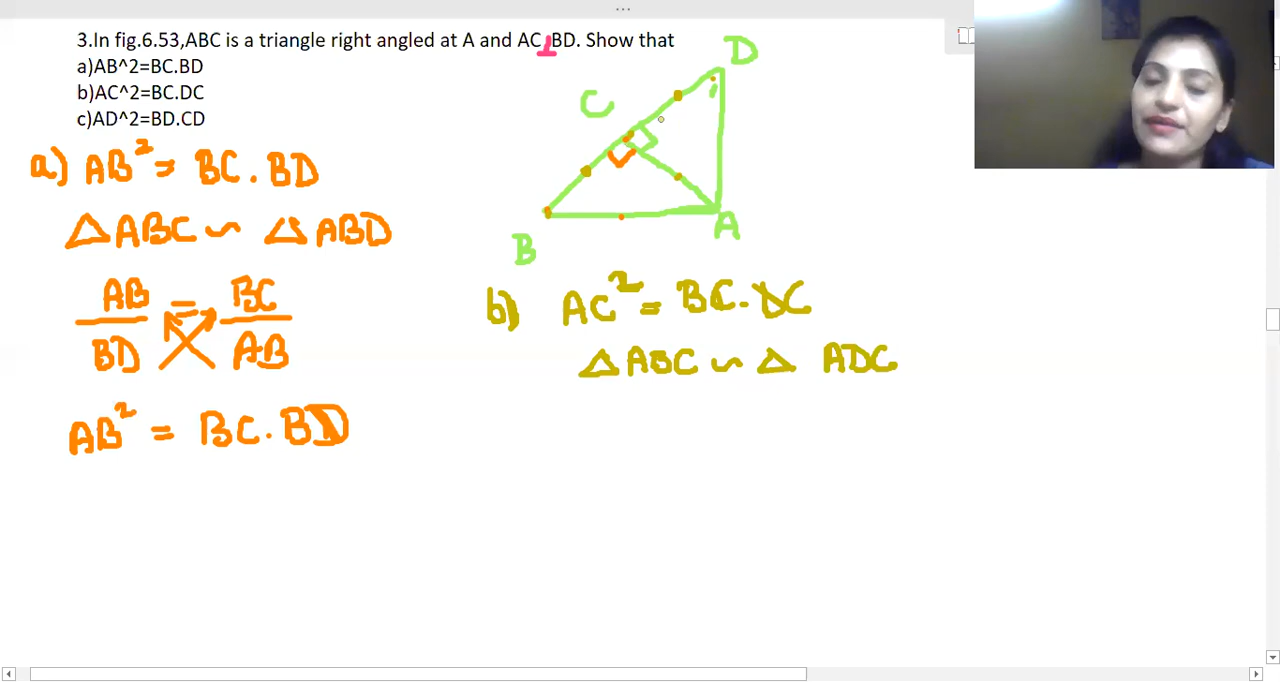 3.In fig.6.53,ABC is a triangle right angled at A and AC⊥BD. Show that
a)AB^2=BC.BD
b)AC^2=BC.DC
c)AD^2=BD.CD
a) AB² = BC.BD
△ABC ∽ △ABD
AB/BD = BC/AB
AB² = BC.BD
D
C
B
A
b) AC² = BC.DC
△ABC ∽ △ ADC